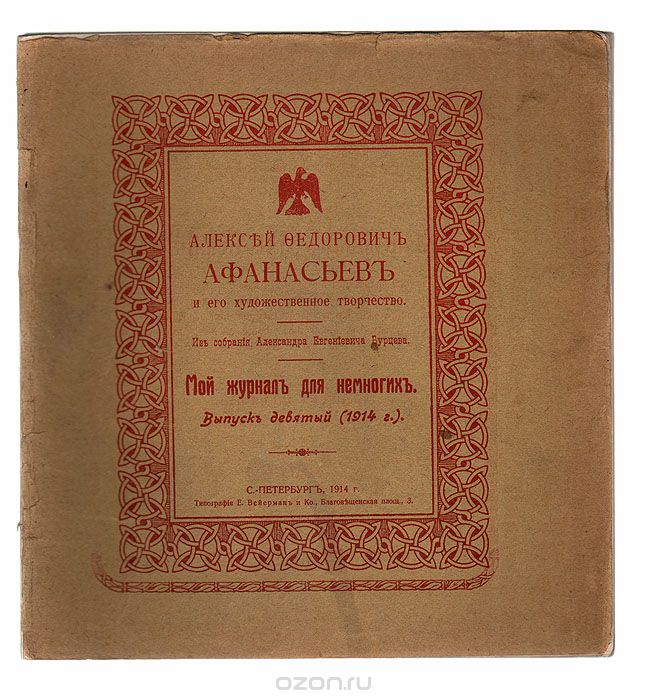 АЛЕКСѢЙ ѲЕДОРОВИЧЪ
АФАНАСЬЕВЪ
и его художественное творчество.
Изъ собранія Александра Евгеніевича Бурцева.
Мой журналъ для немногихъ.
Выпускъ девятый (1914 г.).
С.-ПЕТЕРБУРГЪ, 1914 г.
Типографія Е. Вейерманъ и Ко., Благовѣщенская площ., 3.
ozon.ru